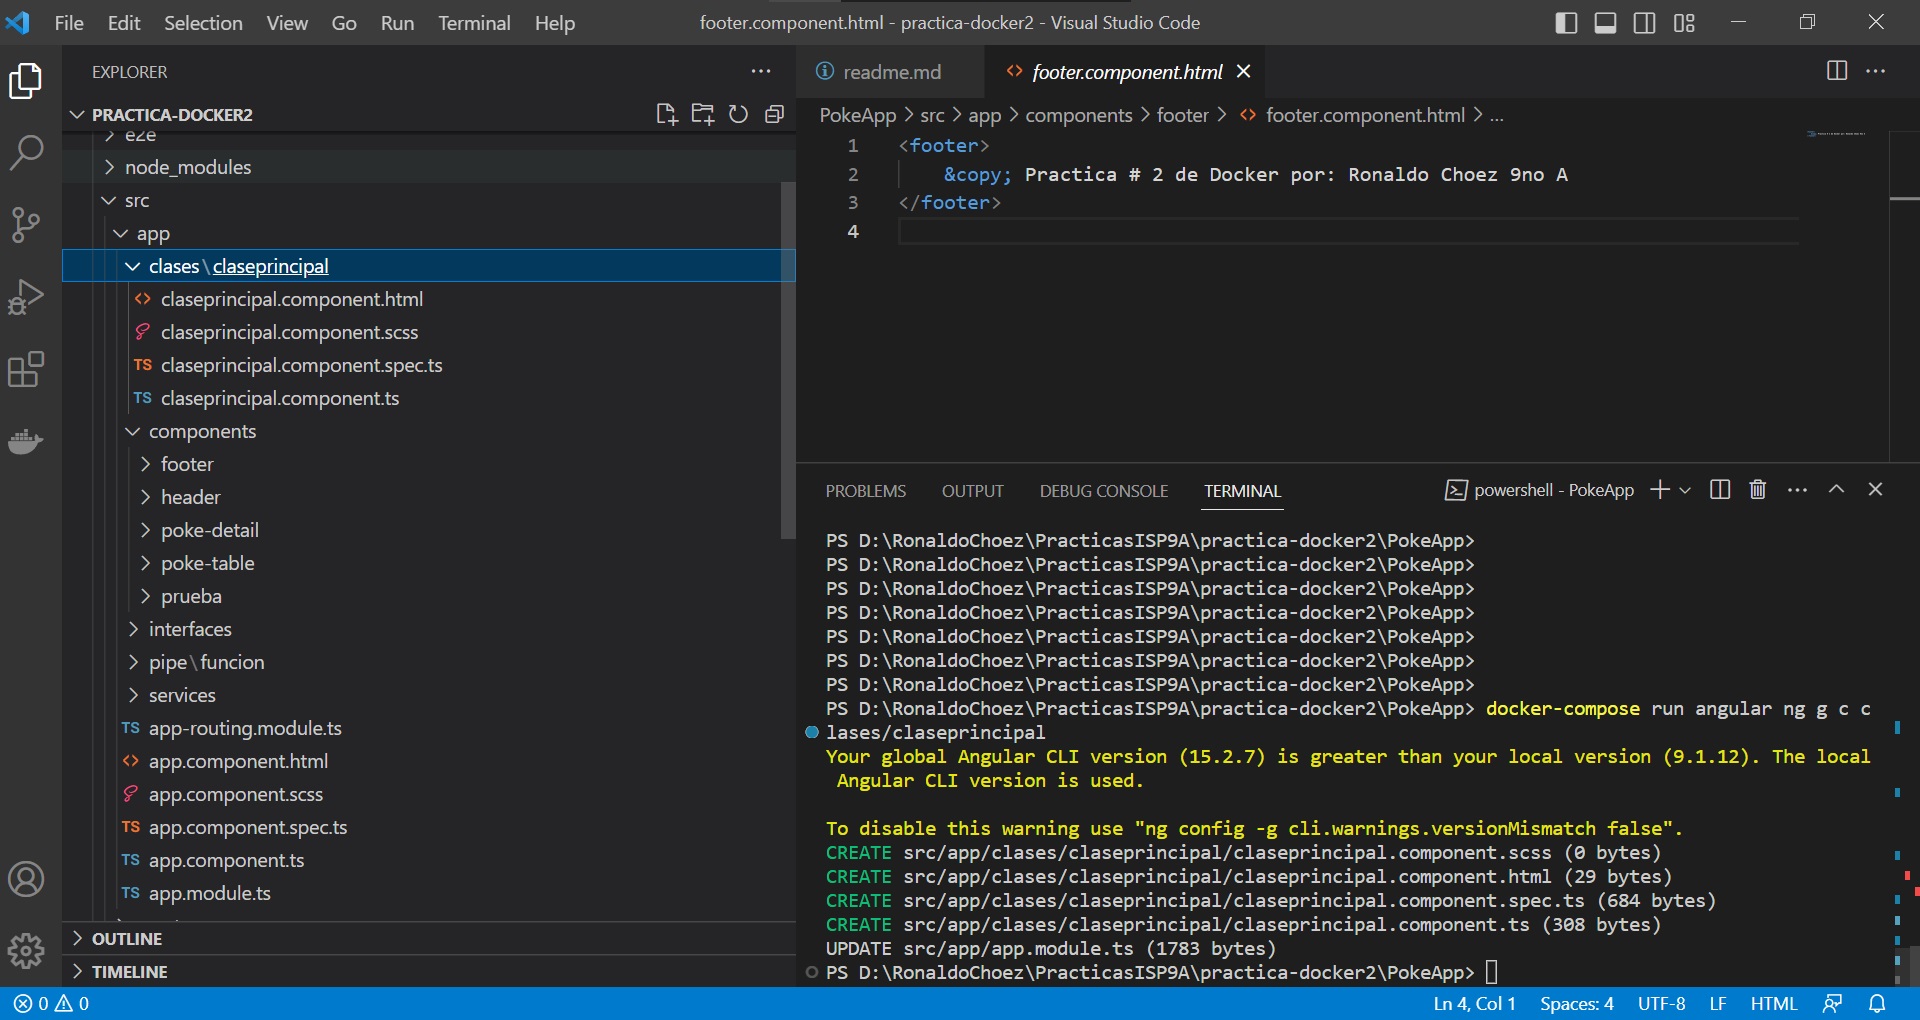 File Edit Selection View Go Run Terminal Help footer.component.html - practica-docker2 - Visual Studio Code
EXPLORER
PRACTICA-DOCKER2
e2e
node_modules
src
app
clases\claseprincipal
claseprincipal.component.html
claseprincipal.component.scss
TS claseprincipal.component.spec.ts
TS claseprincipal.component.ts
components
footer
header
poke-detail
poke-table
prueba
interfaces
pipe\funcion
services
TS app-routing.module.ts
app.component.html
app.component.scss
TS app.component.spec.ts
TS app.component.ts
TS app.module.ts
OUTLINE
TIMELINE
readme.md footer.component.html
PokeApp > src > app > components > footer > footer.component.html > ...
1 <footer>
2 &copy; Practica # 2 de Docker por: Ronaldo Choez 9no A
3 </footer>
4
PROBLEMS OUTPUT DEBUG CONSOLE TERMINAL powershell - PokeApp
PS D:\RonaldoChoez\PracticasISP9A\practica-docker2\PokeApp>
PS D:\RonaldoChoez\PracticasISP9A\practica-docker2\PokeApp>
PS D:\RonaldoChoez\PracticasISP9A\practica-docker2\PokeApp>
PS D:\RonaldoChoez\PracticasISP9A\practica-docker2\PokeApp>
PS D:\RonaldoChoez\PracticasISP9A\practica-docker2\PokeApp>
PS D:\RonaldoChoez\PracticasISP9A\practica-docker2\PokeApp>
PS D:\RonaldoChoez\PracticasISP9A\practica-docker2\PokeApp>
PS D:\RonaldoChoez\PracticasISP9A\practica-docker2\PokeApp> docker-compose run angular ng g c c
lases/claseprincipal
Your global Angular CLI version (15.2.7) is greater than your local version (9.1.12). The local
Angular CLI version is used.
To disable this warning use "ng config -g cli.warnings.versionMismatch false".
CREATE src/app/clases/claseprincipal/claseprincipal.component.scss (0 bytes)
CREATE src/app/clases/claseprincipal/claseprincipal.component.html (29 bytes)
CREATE src/app/clases/claseprincipal/claseprincipal.component.spec.ts (684 bytes)
CREATE src/app/clases/claseprincipal/claseprincipal.component.ts (308 bytes)
UPDATE src/app/app.module.ts (1783 bytes)
PS D:\RonaldoChoez\PracticasISP9A\practica-docker2\PokeApp>
0 0 Ln 4, Col 1 Spaces: 4 UTF-8 LF HTML